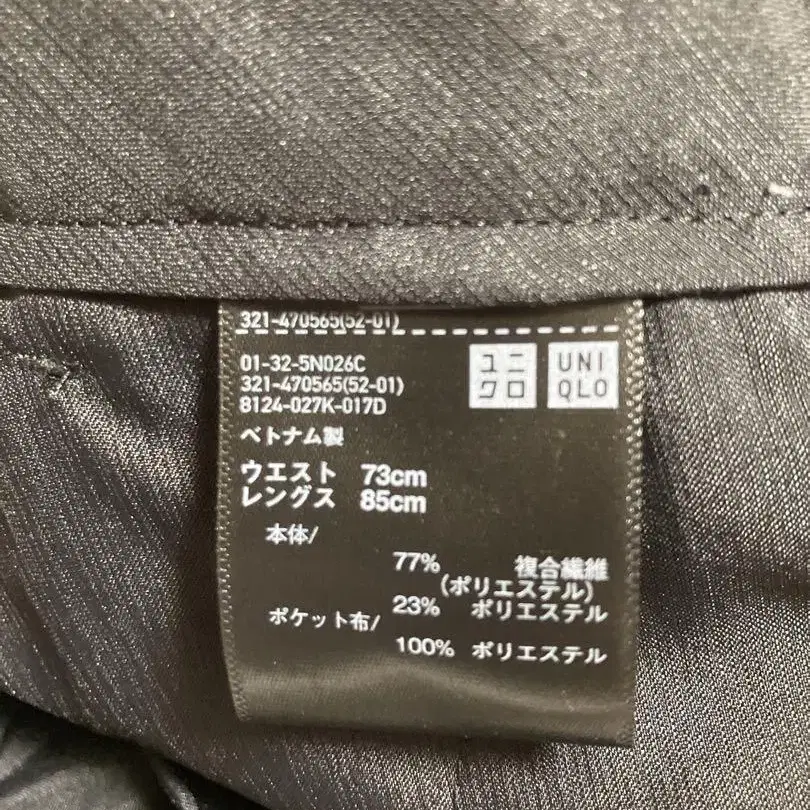 321-470565(52-01)
01-32-5N026C
321-470565(52-01)
8124-027K-017D
ユニ
クロ
UNI
QLO
ベトナム製
ウエスト 73cm
レングス 85cm
本体/
77% 複合繊維
(ポリエステル)
23% ポリエステル
ポケット布/
100% ポリエステル